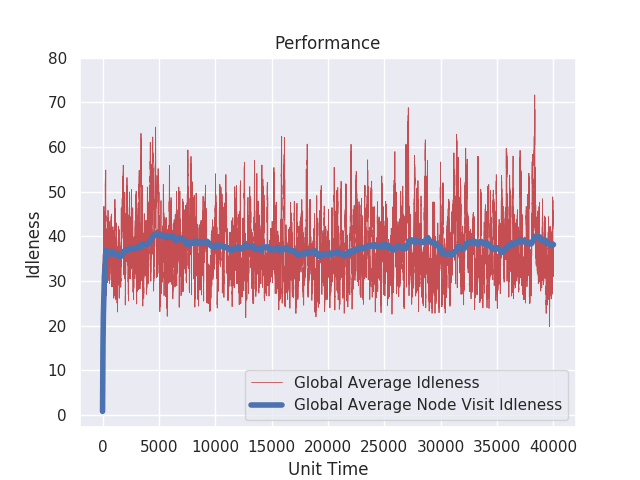 Performance
80
70
60
50
40
30
20
10
0
Idleness
Global Average Idleness
Global Average Node Visit Idleness
0 5000 10000 15000 20000 25000 30000 35000 40000
Unit Time